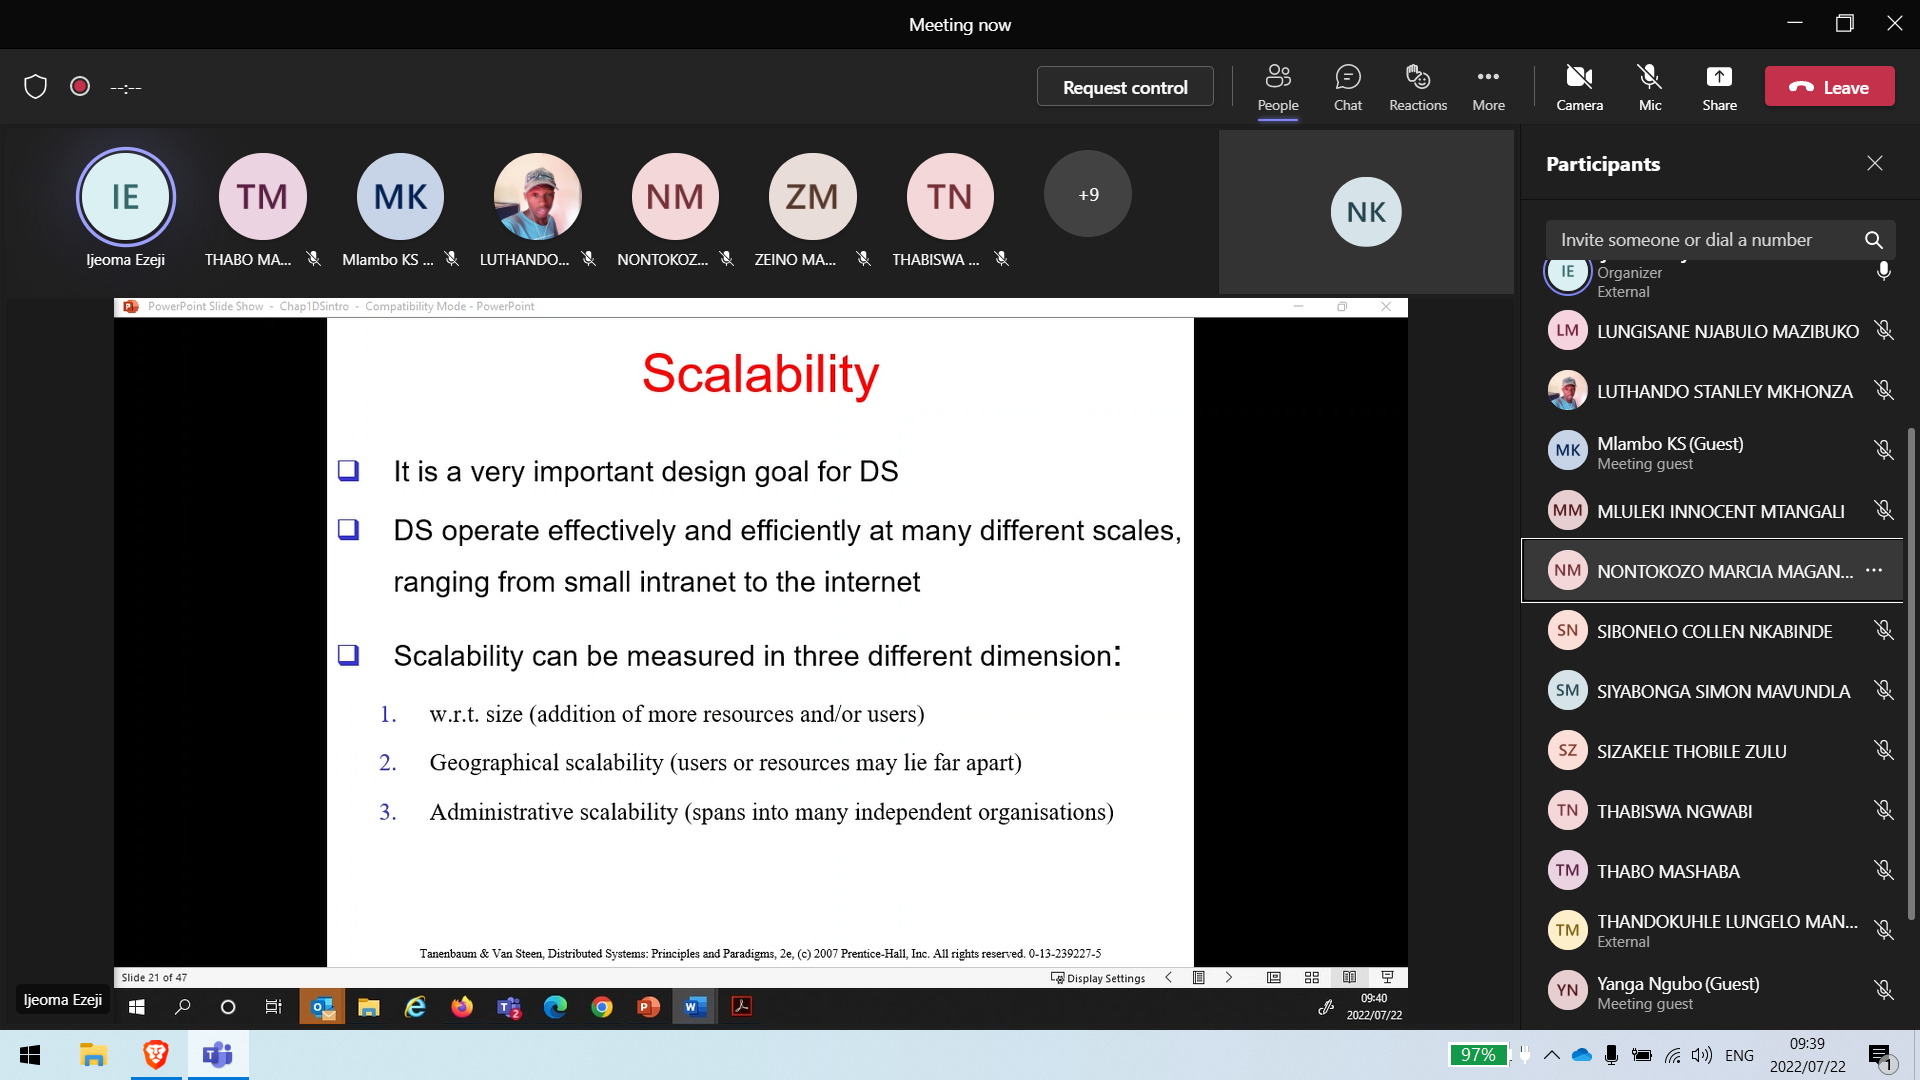 Meeting now
--:--
Request control
People
Chat
Reactions
More
Camera
Mic
Share
Leave
IE
TM
MK
NM
ZM
TN
+9
NK
Ijeoma Ezeji
THABO MA...
Mlambo KS ...
LUTHANDO...
NONTOKOZ...
ZEINO MA...
THABISWA ...
Participants
Invite someone or dial a number
IE
Organizer
External
LM
LUNGISANE NJABULO MAZIBUKO
LUTHANDO STANLEY MKHONZA
MK
Mlambo KS (Guest)
Meeting guest
MM
MLULEKI INNOCENT MTANGALI
NM
NONTOKOZO MARCIA MAGAN...
SN
SIBONELO COLLEN NKABINDE
SM
SIYABONGA SIMON MAVUNDLA
SZ
SIZAKELE THOBILE ZULU
TN
THABISWA NGWABI
TM
THABO MASHABA
TM
THANDOKUHLE LUNGELO MAN...
External
YN
Yanga Ngubo (Guest)
Meeting guest
PowerPoint Slide Show - Chap1DSintro - Compatibility Mode - PowerPoint
Scalability
It is a very important design goal for DS
DS operate effectively and efficiently at many different scales,
ranging from small intranet to the internet
Scalability can be measured in three different dimension:
1. w.r.t. size (addition of more resources and/or users)
2. Geographical scalability (users or resources may lie far apart)
3. Administrative scalability (spans into many independent organisations)
Tanenbaum & Van Steen, Distributed Systems: Principles and Paradigms, 2e, (c) 2007 Prentice-Hall, Inc. All rights reserved. 0-13-239227-5
Slide 21 of 47
Display Settings
Ijeoma Ezeji
09:40
2022/07/22
97%
ENG
09:39
2022/07/22
1